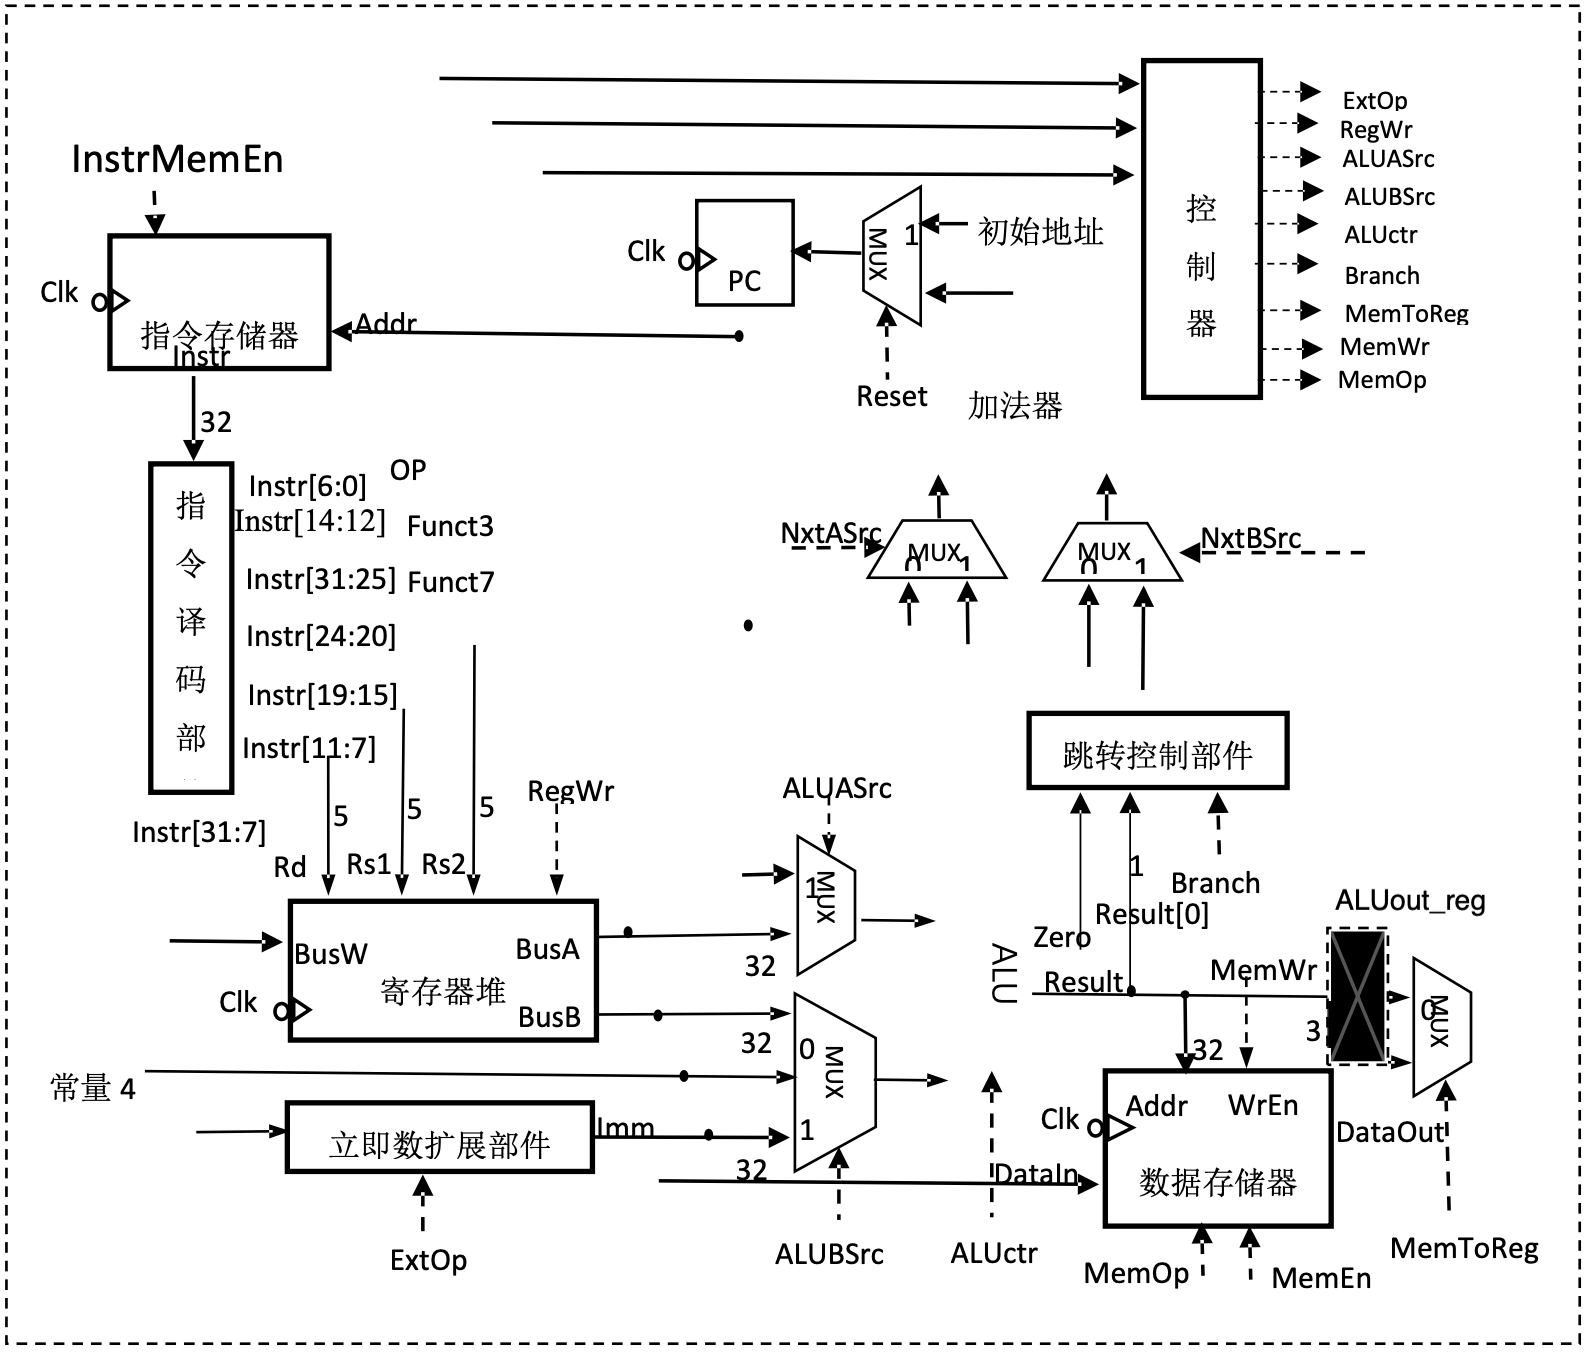 ExtOp
RegWr
ALUASrc
ALUBSrc
ALUctr
Branch
MemToReg
MemWr
MemOp
控
制
器
InstrMemEn
Clk
指令存储器
Addr
Instr
32
Clk
PC
MUX
1
初始地址
Reset
加法器
指
令
译
码
部
Instr[6:0]
OP
Instr[14:12]
Funct3
Instr[31:25]
Funct7
Instr[24:20]
Instr[19:15]
Instr[11:7]
Instr[31:7]
NxtASrc
MUX
0
1
NxtBSrc
MUX
0
1
跳转控制部件
5
5
5
Rd
Rs1
Rs2
RegWr
ALUASrc
1
MUX
32
BusW
BusA
寄存器堆
Clk
BusB
32
0
MUX
1
常量 4
立即数扩展部件
Imm
32
ExtOp
ALUBSrc
ALUctr
ALU
Zero
1
Result[0]
Branch
Result
MemWr
32
3
ALUout_reg
0
MUX
Clk
Addr
WrEn
DataOut
DataIn
数据存储器
MemOp
MemEn
MemToReg